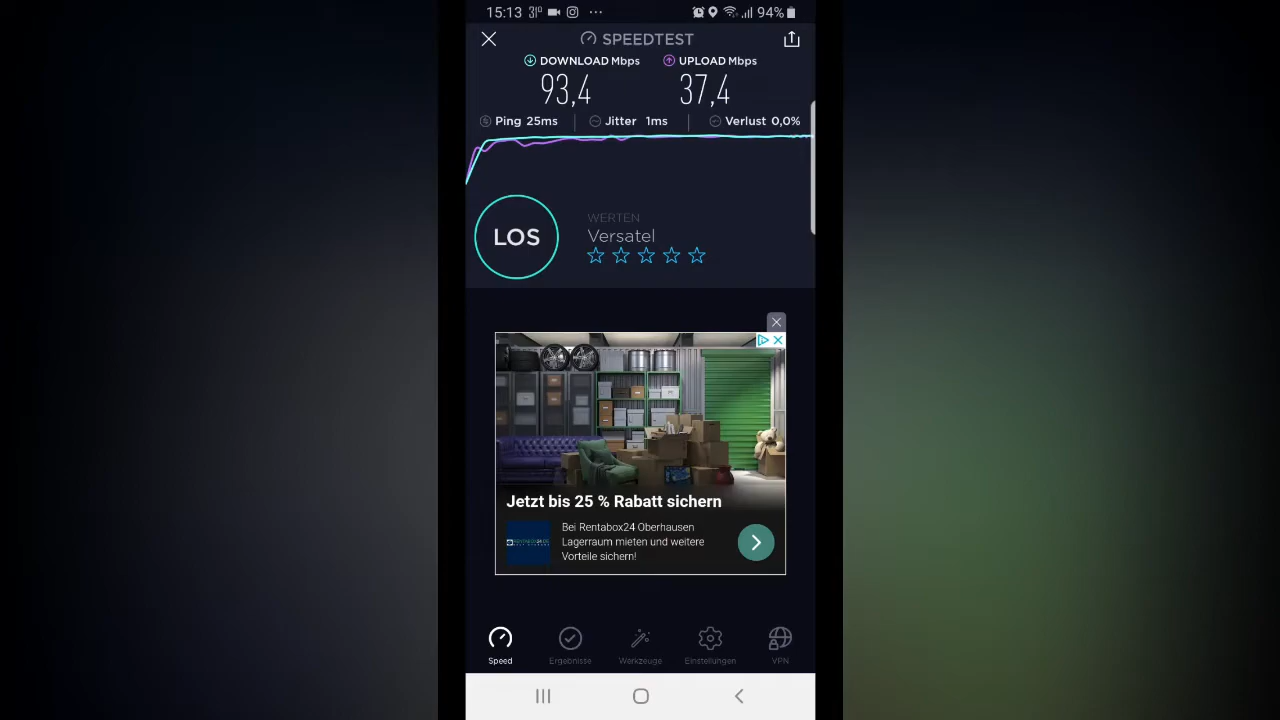 15:13 ... 94%
SPEEDTEST
DOWNLOAD Mbps UPLOAD Mbps
93,4 37,4
Ping 25ms Jitter 1ms Verlust 0,0%
WERTEN
LOS Versatel
Jetzt bis 25 % Rabatt sichern
Bei Rentabox24 Oberhausen
Lagerraum mieten und weitere
Vorteile sichern!
Speed Ergebnisse Werkzeuge Einstellungen VPN